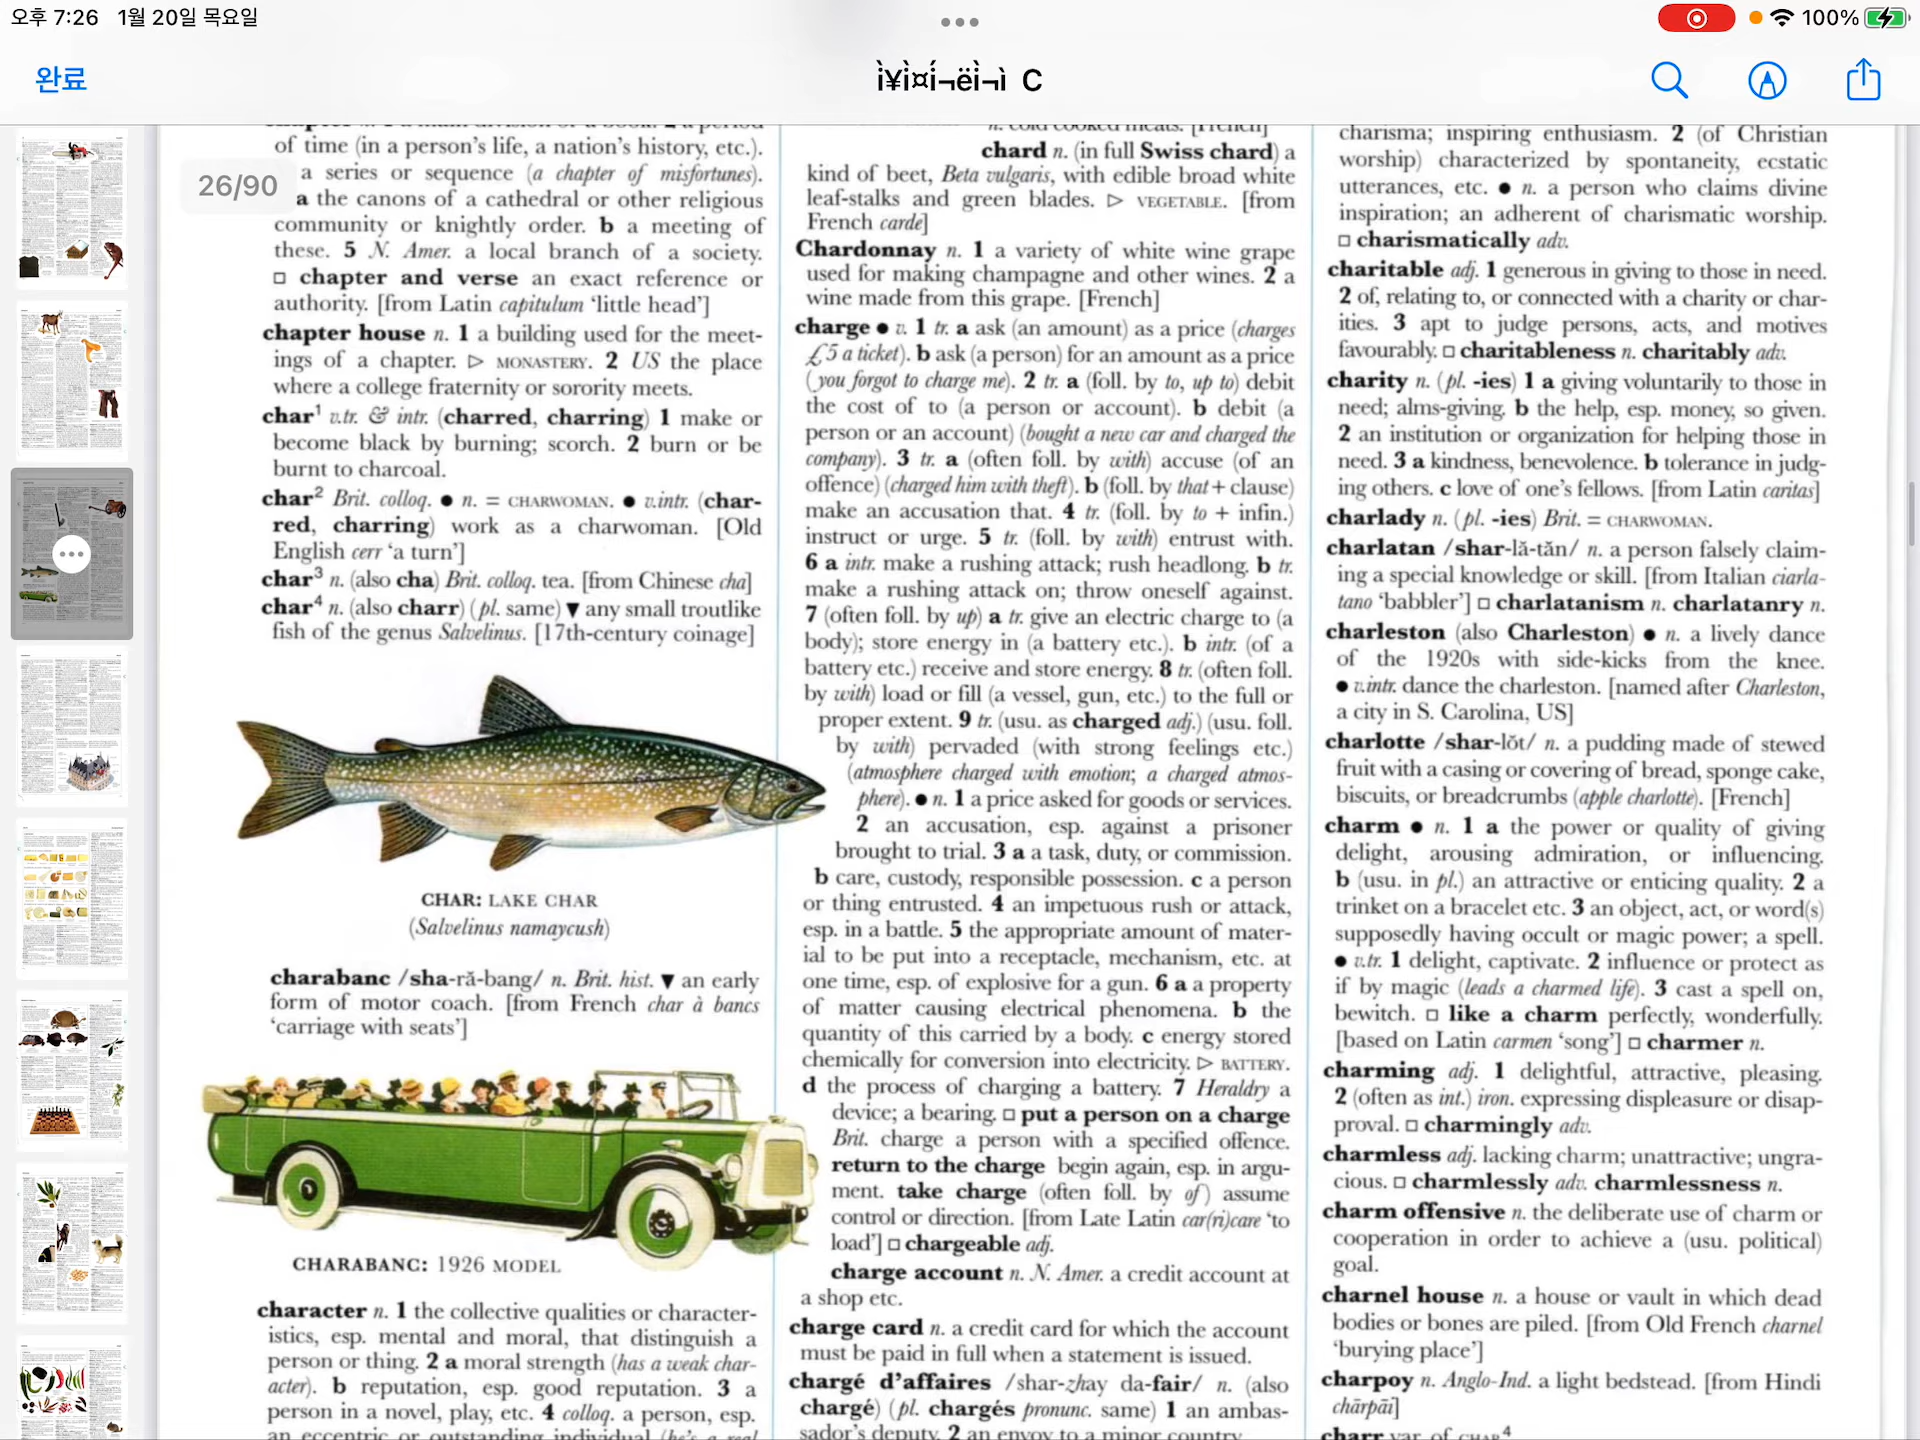 오후 7:26 1월 20일 목요일
100%
완료
C
26/90
of time (in a person's life, a nation's history, etc.).
a series or sequence (a chapter of misfortunes).
a the canons of a cathedral or other religious
community or knightly order. b a meeting of
these. 5 N. Amer. a local branch of a society.
□ chapter and verse an exact reference or
authority. [from Latin capitulum ‘little head’]
chapter house n. 1 a building used for the meet-
ings of a chapter. ▷ MONASTERY. 2 US the place
where a college fraternity or sorority meets.
char¹ v.tr. & intr. (charred, charring) 1 make or
become black by burning; scorch. 2 burn or be
burnt to charcoal.
char² Brit. colloq. ● n. = CHARWOMAN. ● v.intr. (char-
red, charring) work as a charwoman. [Old
English cerr ‘a turn’]
char³ n. (also cha) Brit. colloq. tea. [from Chinese cha]
char⁴ n. (also charr) (pl. same) ▼ any small troutlike
fish of the genus Salvelinus. [17th-century coinage]
CHAR: LAKE CHAR
(Salvelinus namaycush)
charabanc /sha-ră-bang/ n. Brit. hist. ▼ an early
form of motor coach. [from French char à bancs
‘carriage with seats’]
CHARABANC: 1926 MODEL
character n. 1 the collective qualities or character-
istics, esp. mental and moral, that distinguish a
person or thing. 2 a moral strength (has a weak char-
acter). b reputation, esp. good reputation. 3 a
person in a novel, play, etc. 4 colloq. a person, esp.
an eccentric or outstanding individual (he's a real
n. cold cooked meats. [French]
chard n. (in full Swiss chard) a
kind of beet, Beta vulgaris, with edible broad white
leaf-stalks and green blades. ▷ VEGETABLE. [from
French carde]
Chardonnay n. 1 a variety of white wine grape
used for making champagne and other wines. 2 a
wine made from this grape. [French]
charge ● v. 1 tr. a ask (an amount) as a price (charges
£5 a ticket). b ask (a person) for an amount as a price
(you forgot to charge me). 2 tr. a (foll. by to, up to) debit
the cost of to (a person or account). b debit (a
person or an account) (bought a new car and charged the
company). 3 tr. a (often foll. by with) accuse (of an
offence) (charged him with theft). b (foll. by that + clause)
make an accusation that. 4 tr. (foll. by to + infin.)
instruct or urge. 5 tr. (foll. by with) entrust with.
6 a intr. make a rushing attack; rush headlong. b tr.
make a rushing attack on; throw oneself against.
7 (often foll. by up) a tr. give an electric charge to (a
body); store energy in (a battery etc.). b intr. (of a
battery etc.) receive and store energy. 8 tr. (often foll.
by with) load or fill (a vessel, gun, etc.) to the full or
proper extent. 9 tr. (usu. as charged adj.) (usu. foll.
by with) pervaded (with strong feelings etc.)
(atmosphere charged with emotion; a charged atmos-
phere). ● n. 1 a price asked for goods or services.
2 an accusation, esp. against a prisoner
brought to trial. 3 a a task, duty, or commission.
b care, custody, responsible possession. c a person
or thing entrusted. 4 an impetuous rush or attack,
esp. in a battle. 5 the appropriate amount of mater-
ial to be put into a receptacle, mechanism, etc. at
one time, esp. of explosive for a gun. 6 a a property
of matter causing electrical phenomena. b the
quantity of this carried by a body. c energy stored
chemically for conversion into electricity. ▷ BATTERY.
d the process of charging a battery. 7 Heraldry a
device; a bearing. □ put a person on a charge
Brit. charge a person with a specified offence.
return to the charge begin again, esp. in argu-
ment. take charge (often foll. by of) assume
control or direction. [from Late Latin car(ri)care ‘to
load’] □ chargeable adj.
charge account n. N. Amer. a credit account at
a shop etc.
charge card n. a credit card for which the account
must be paid in full when a statement is issued.
chargé d'affaires /shar-zhay da-fair/ n. (also
chargé) (pl. chargés pronunc. same) 1 an ambas-
sador's deputy. 2 an envoy to a minor country.
charisma; inspiring enthusiasm. 2 (of Christian
worship) characterized by spontaneity, ecstatic
utterances, etc. ● n. a person who claims divine
inspiration; an adherent of charismatic worship.
□ charismatically adv.
charitable adj. 1 generous in giving to those in need.
2 of, relating to, or connected with a charity or char-
ities. 3 apt to judge persons, acts, and motives
favourably. □ charitableness n. charitably adv.
charity n. (pl. -ies) 1 a giving voluntarily to those in
need; alms-giving. b the help, esp. money, so given.
2 an institution or organization for helping those in
need. 3 a kindness, benevolence. b tolerance in judg-
ing others. c love of one's fellows. [from Latin caritas]
charlady n. (pl. -ies) Brit. = CHARWOMAN.
charlatan /shar-lă-tăn/ n. a person falsely claim-
ing a special knowledge or skill. [from Italian ciarla-
tano ‘babbler’] □ charlatanism n. charlatanry n.
charleston (also Charleston) ● n. a lively dance
of the 1920s with side-kicks from the knee.
● v.intr. dance the charleston. [named after Charleston,
a city in S. Carolina, US]
charlotte /shar-lŏt/ n. a pudding made of stewed
fruit with a casing or covering of bread, sponge cake,
biscuits, or breadcrumbs (apple charlotte). [French]
charm ● n. 1 a the power or quality of giving
delight, arousing admiration, or influencing.
b (usu. in pl.) an attractive or enticing quality. 2 a
trinket on a bracelet etc. 3 an object, act, or word(s)
supposedly having occult or magic power; a spell.
● v.tr. 1 delight, captivate. 2 influence or protect as
if by magic (leads a charmed life). 3 cast a spell on,
bewitch. □ like a charm perfectly, wonderfully.
[based on Latin carmen ‘song’] □ charmer n.
charming adj. 1 delightful, attractive, pleasing.
2 (often as int.) iron. expressing displeasure or disap-
proval. □ charmingly adv.
charmless adj. lacking charm; unattractive; ungra-
cious. □ charmlessly adv. charmlessness n.
charm offensive n. the deliberate use of charm or
cooperation in order to achieve a (usu. political)
goal.
charnel house n. a house or vault in which dead
bodies or bones are piled. [from Old French charnel
‘burying place’]
charpoy n. Anglo-Ind. a light bedstead. [from Hindi
chārpāī]
charr var. of CHAR⁴